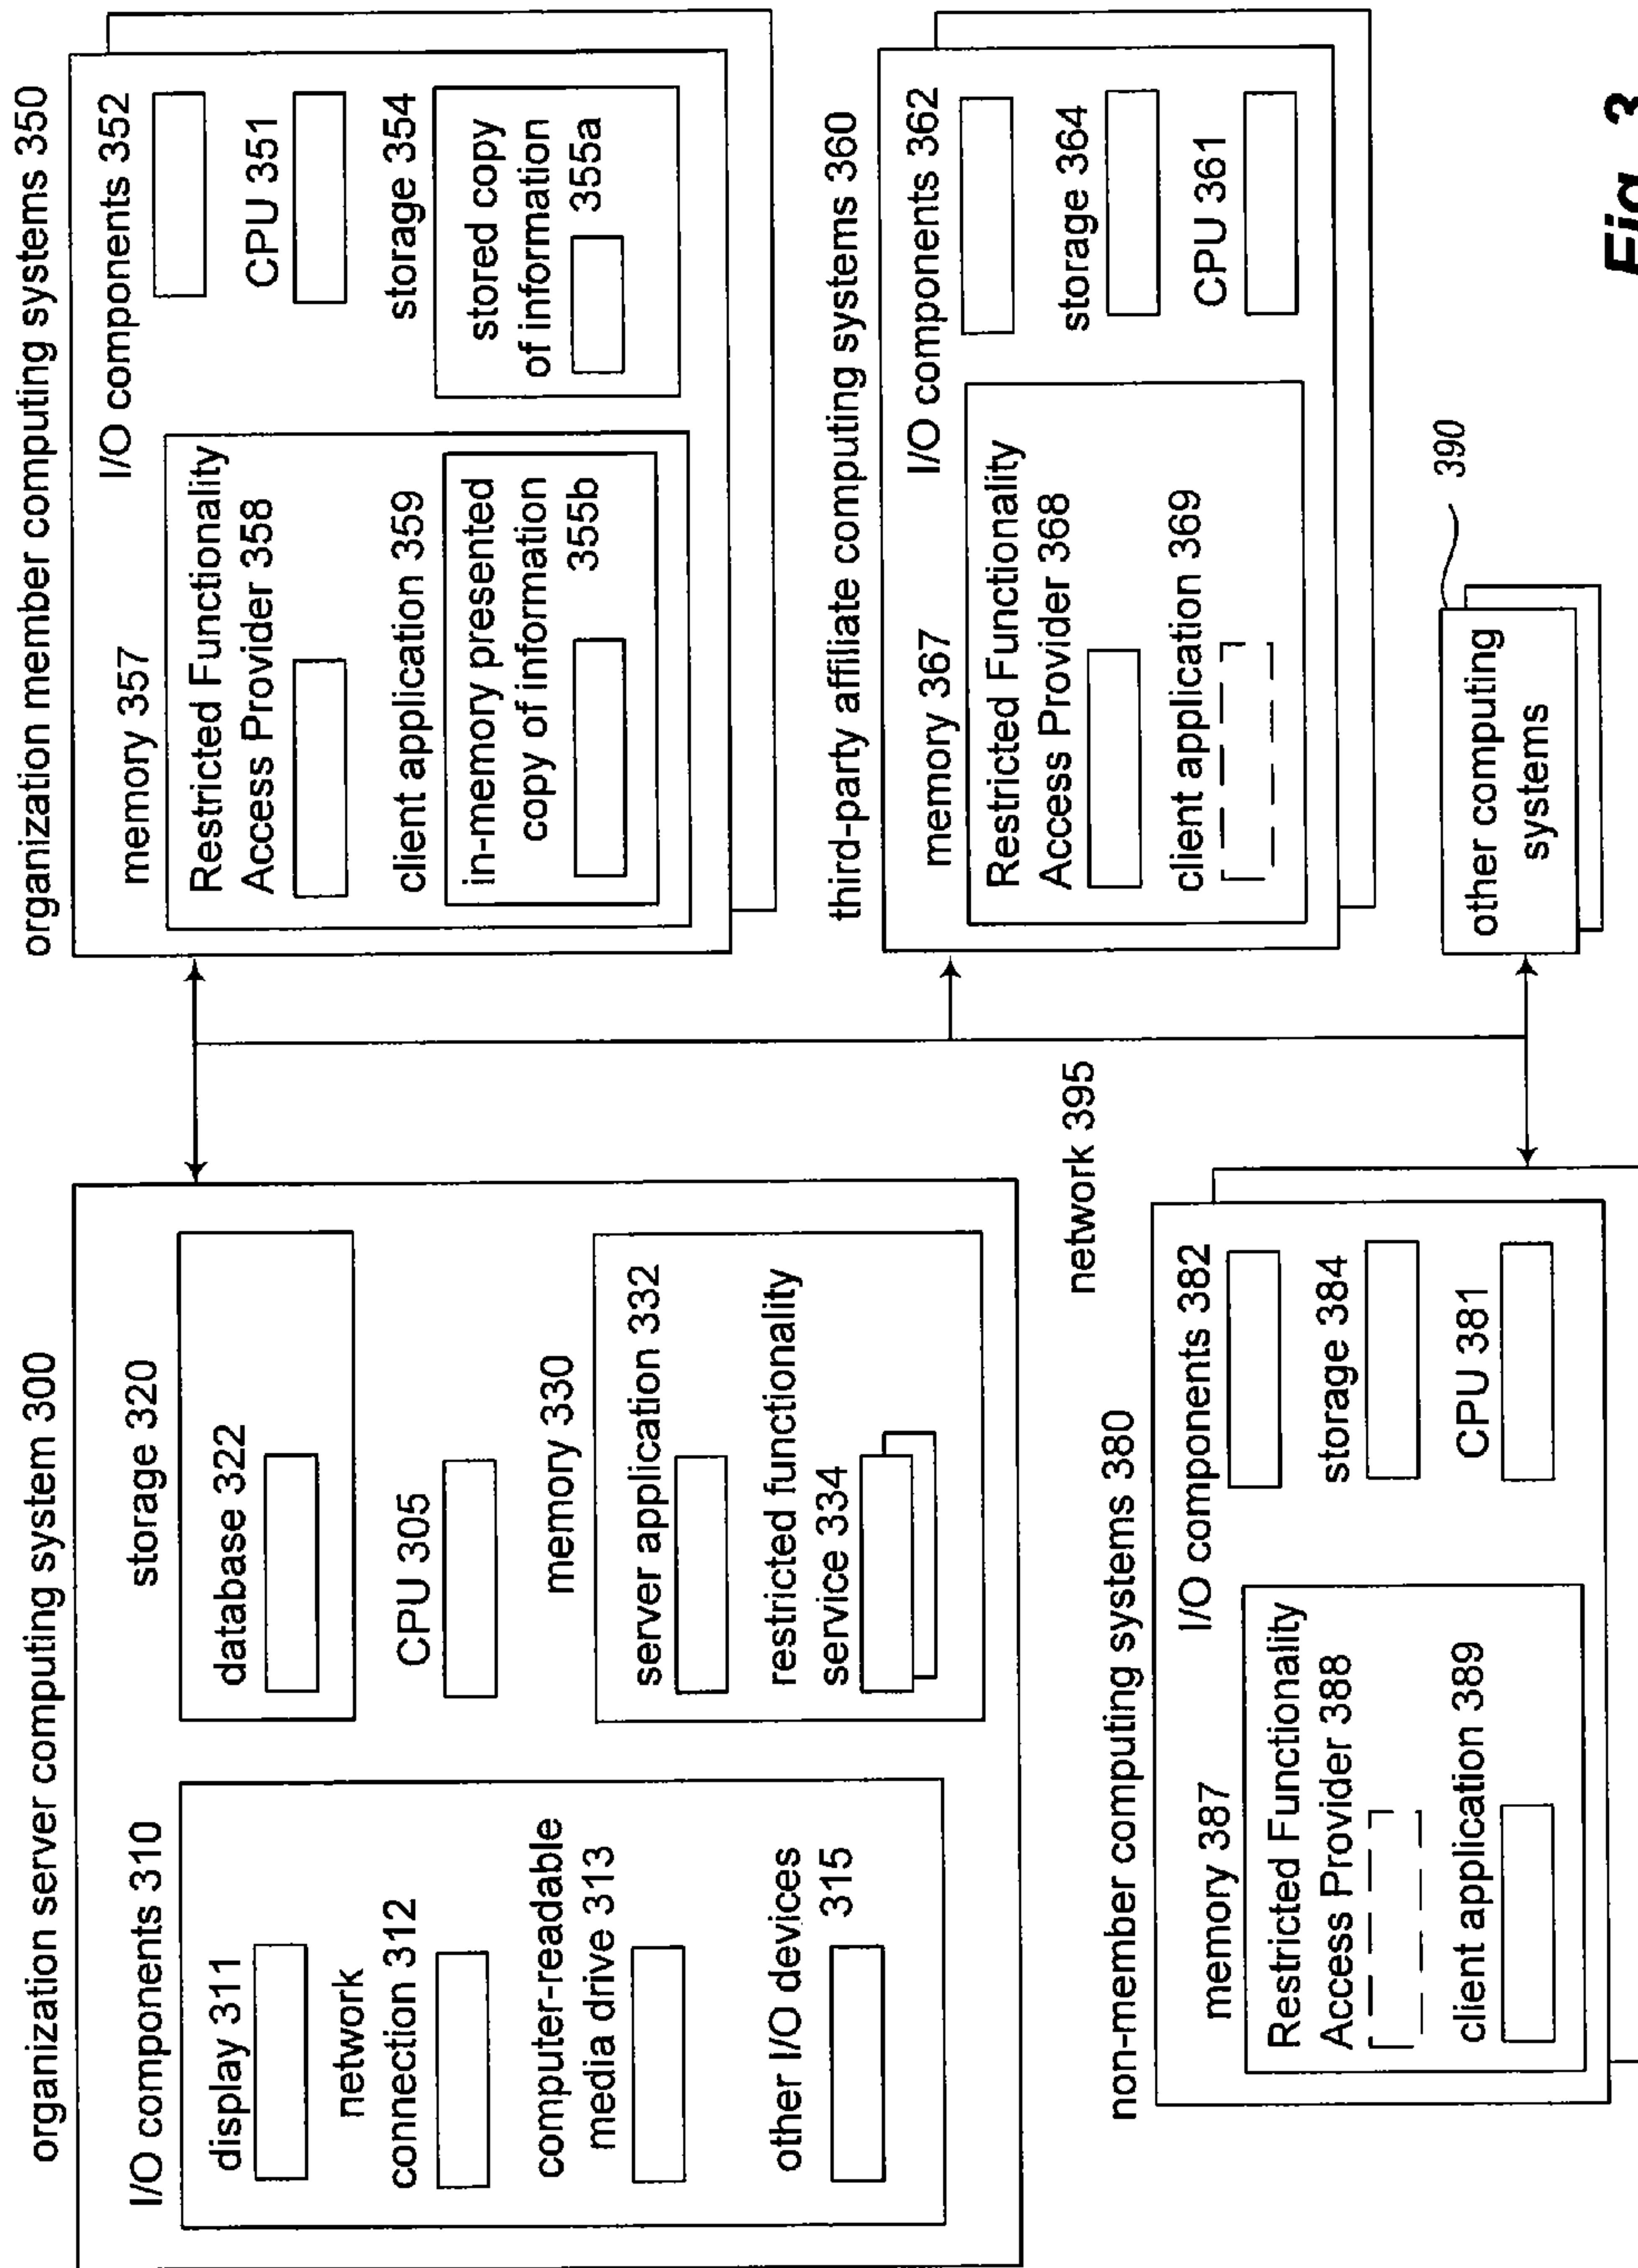 organization server computing system 300
I/O components 310
display 311
network
connection 312
computer-readable
media drive 313
other I/O devices
315
storage 320
database 322
CPU 305
memory 330
server application 332
restricted functionality
service 334
organization member computing systems 350
memory 357
Restricted Functionality
Access Provider 358
client application 359
in-memory presented
copy of information
355b
I/O components 352
CPU 351
storage 354
stored copy
of information
355a
network 395
non-member computing systems 380
memory 387
Restricted Functionality
Access Provider 388
client application 389
I/O components 382
storage 384
CPU 381
third-party affiliate computing systems 360
memory 367
Restricted Functionality
Access Provider 368
client application 369
I/O components 362
storage 364
CPU 361
390
other computing
systems
Fig. 3